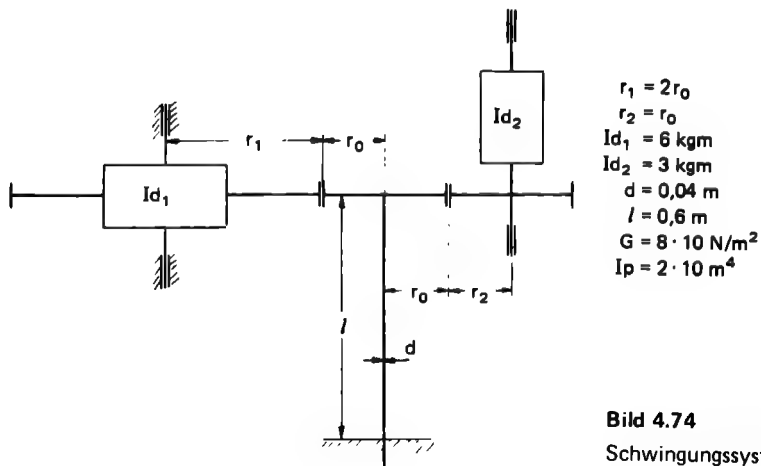 r₁
r₀
Id₁
Id₂
l
d
r₀
r₂
r₁ = 2r₀
r₂ = r₀
Id₁ = 6 kgm
Id₂ = 3 kgm
d = 0,04 m
l = 0,6 m
G = 8 · 10 N/m²
Ip = 2 · 10 m⁴
Bild 4.74
Schwingungssyst